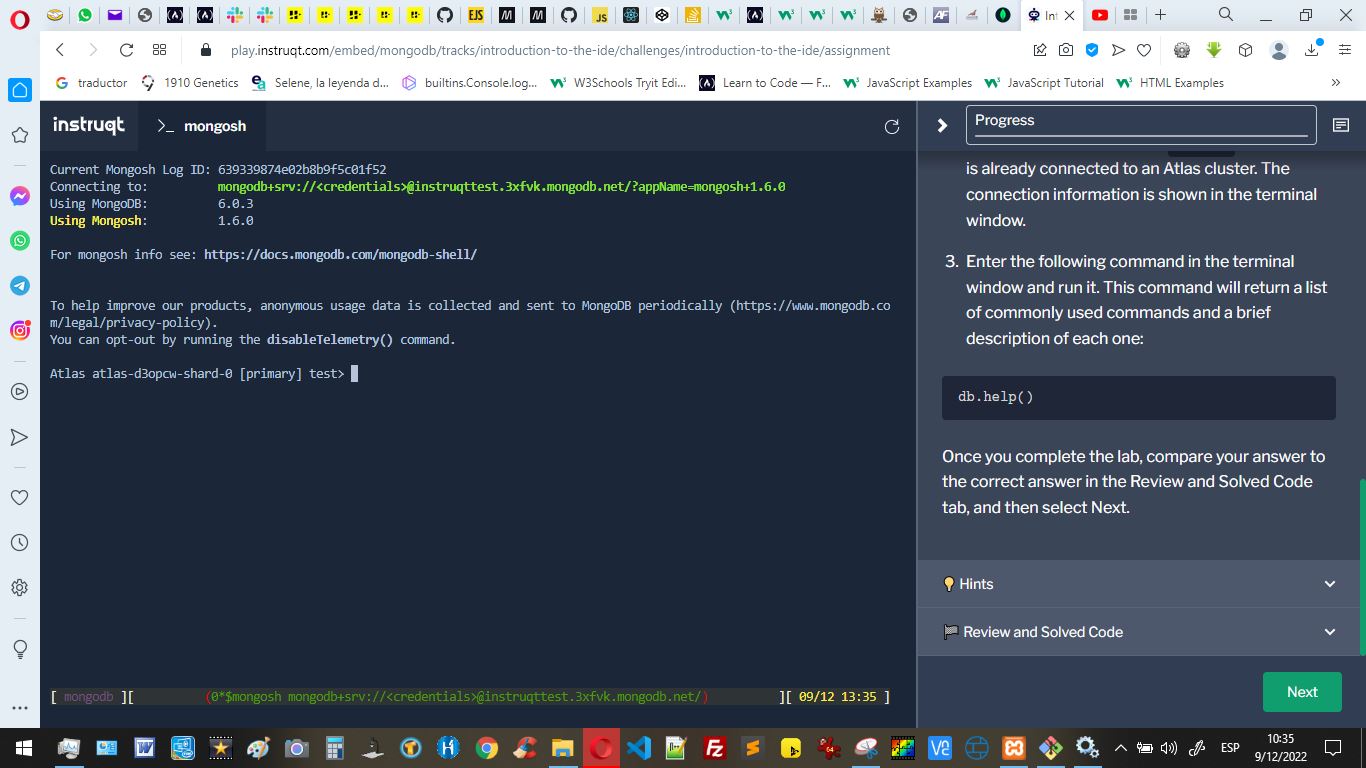 Int
play.instruqt.com/embed/mongodb/tracks/introduction-to-the-ide/challenges/introduction-to-the-ide/assignment
traductor
1910 Genetics
Selene, la leyenda d...
builtins.Console.log...
W3Schools Tryit Edi...
Learn to Code — F...
JavaScript Examples
JavaScript Tutorial
HTML Examples
instruqt
>_ mongosh
Progress
Current Mongosh Log ID: 639339874e02b8b9f5c01f52
Connecting to: mongodb+srv://<credentials>@instruqttest.3xfvk.mongodb.net/?appName=mongosh+1.6.0
Using MongoDB: 6.0.3
Using Mongosh: 1.6.0
For mongosh info see: https://docs.mongodb.com/mongodb-shell/
To help improve our products, anonymous usage data is collected and sent to MongoDB periodically (https://www.mongodb.co
m/legal/privacy-policy).
You can opt-out by running the disableTelemetry() command.
Atlas atlas-d3opcw-shard-0 [primary] test>
[ mongodb ][ (0*$mongosh mongodb+srv://<credentials>@instruqttest.3xfvk.mongodb.net/) ][ 09/12 13:35 ]
is already connected to an Atlas cluster. The
connection information is shown in the terminal
window.
3. Enter the following command in the terminal
window and run it. This command will return a list
of commonly used commands and a brief
description of each one:
db.help()
Once you complete the lab, compare your answer to
the correct answer in the Review and Solved Code
tab, and then select Next.
Hints
Review and Solved Code
Next
ESP
10:35
9/12/2022